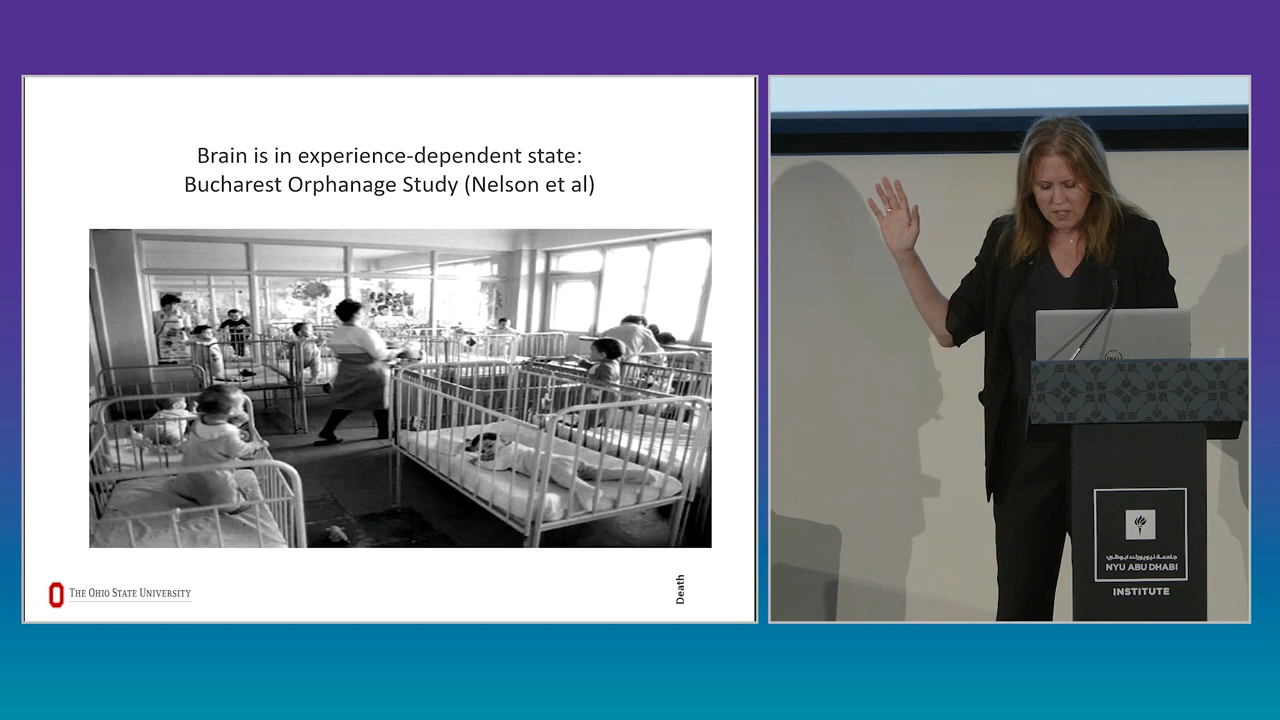 Brain is in experience-dependent state:
Bucharest Orphanage Study (Nelson et al)
THE OHIO STATE UNIVERSITY
Death
جامعة نيويورك أبوظبي
NYU ABU DHABI
INSTITUTE